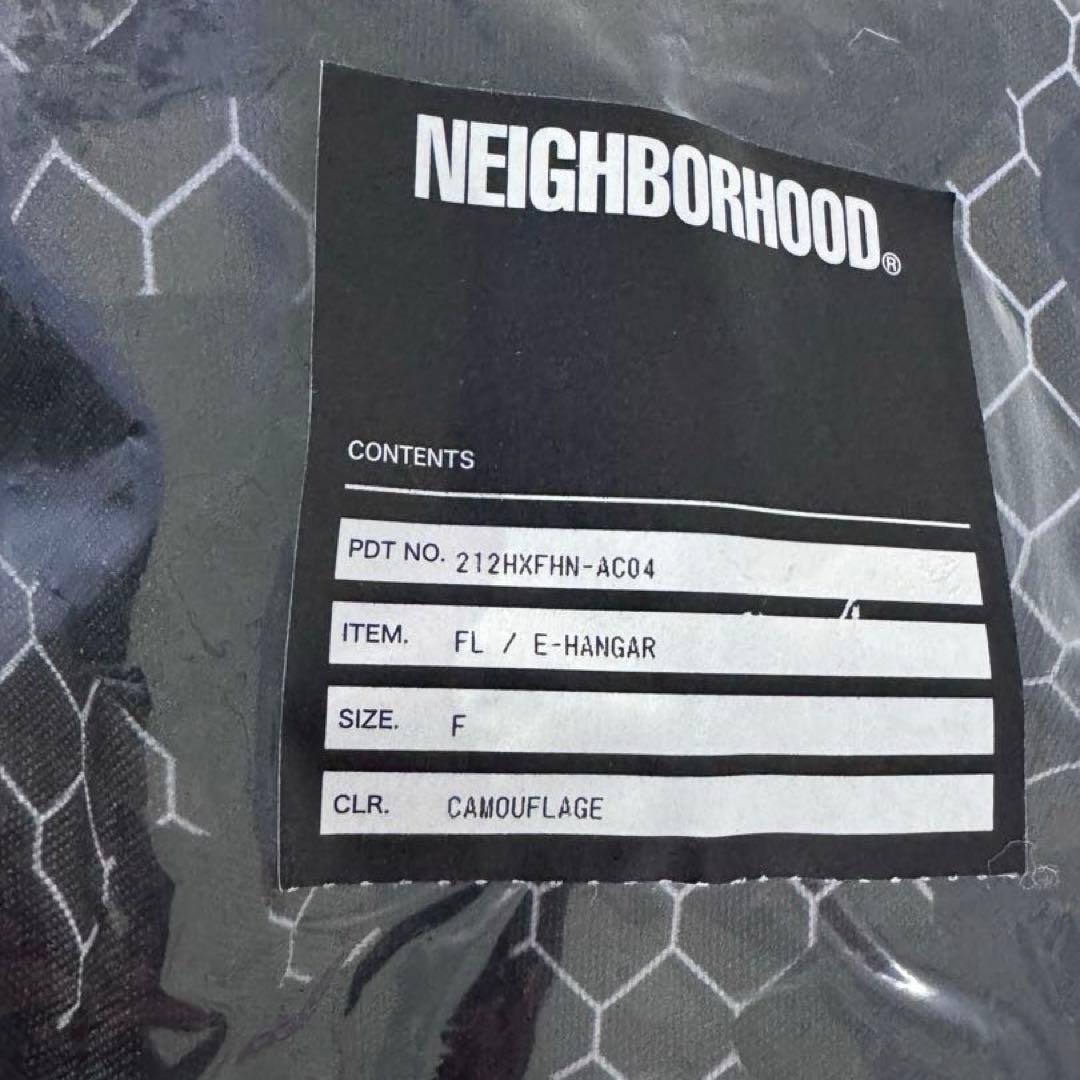 NEIGHBORHOOD®
CONTENTS
PDT NO. 212HXFHN-AC04
ITEM. FL / E-HANGAR
SIZE. F
CLR. CAMOUFLAGE